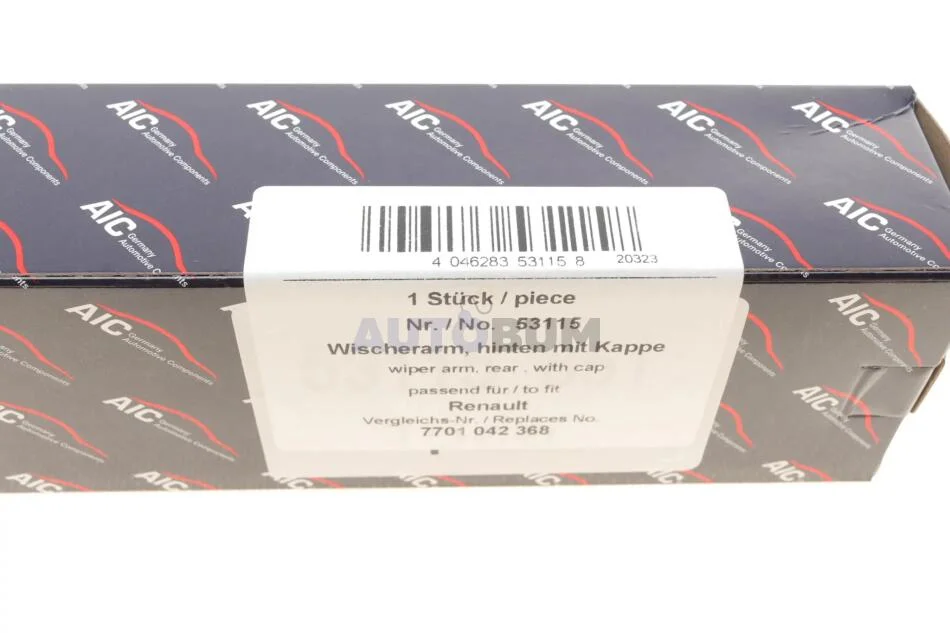 AIC Germany
Automotive Components
4 046283 53115 8
20323
1 Stück / piece
Nr. / No. 53115
AUTOBUM
Wischerarm, hinten mit Kappe
wiper arm, rear , with cap
passend für / to fit
Renault
Vergleichs-Nr. / Replaces No.
7701 042 368